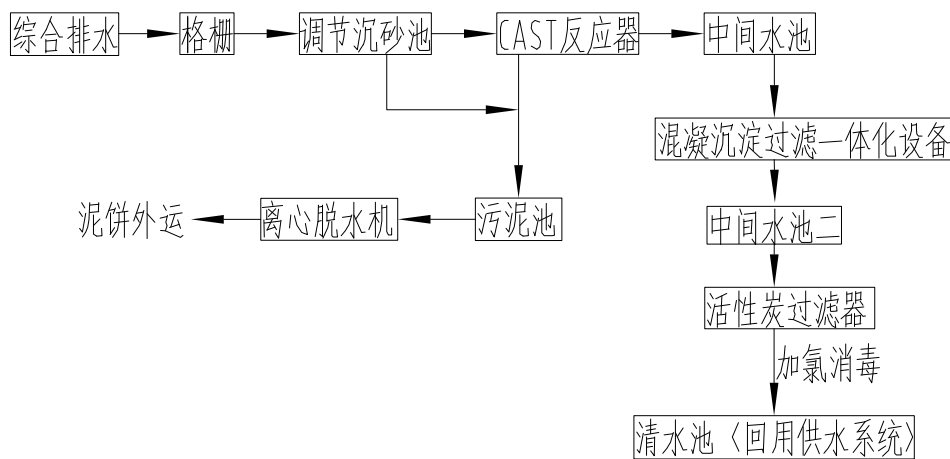 综合排水
格栅
调节沉砂池
CAST反应器
中间水池
混凝沉淀过滤一体化设备
泥饼外运
离心脱水机
污泥池
中间水池二
活性炭过滤器
加氯消毒
清水池〈回用供水系统〉